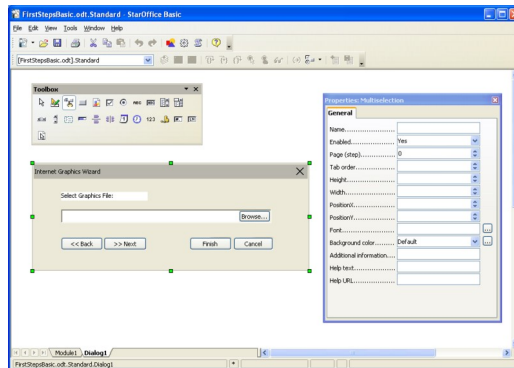 FirstStepsBasic.odt.Standard - StarOffice Basic
File Edit View Tools Window Help
[FirstStepsBasic.odt].Standard
Toolbox
Properties: Multiselection
General
Name
Enabled Yes
Page (step) 0
Tab order
Height
Width
PositionX
PositionY
Font
Background color Default
Additional information
Help text
Help URL
Internet Graphics Wizard
Select Graphics File:
Browse...
<< Back >> Next Finish Cancel
Module1 Dialog1
FirstStepsBasic.odt.Standard.Dialog1